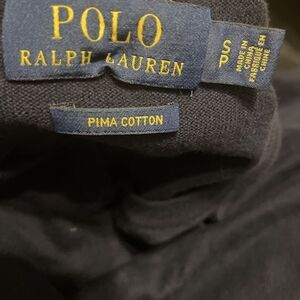 POLO
RALPH LAUREN
S
P
MADE IN
CHINA
FABRIQUÉ EN
CHINE
PIMA COTTON